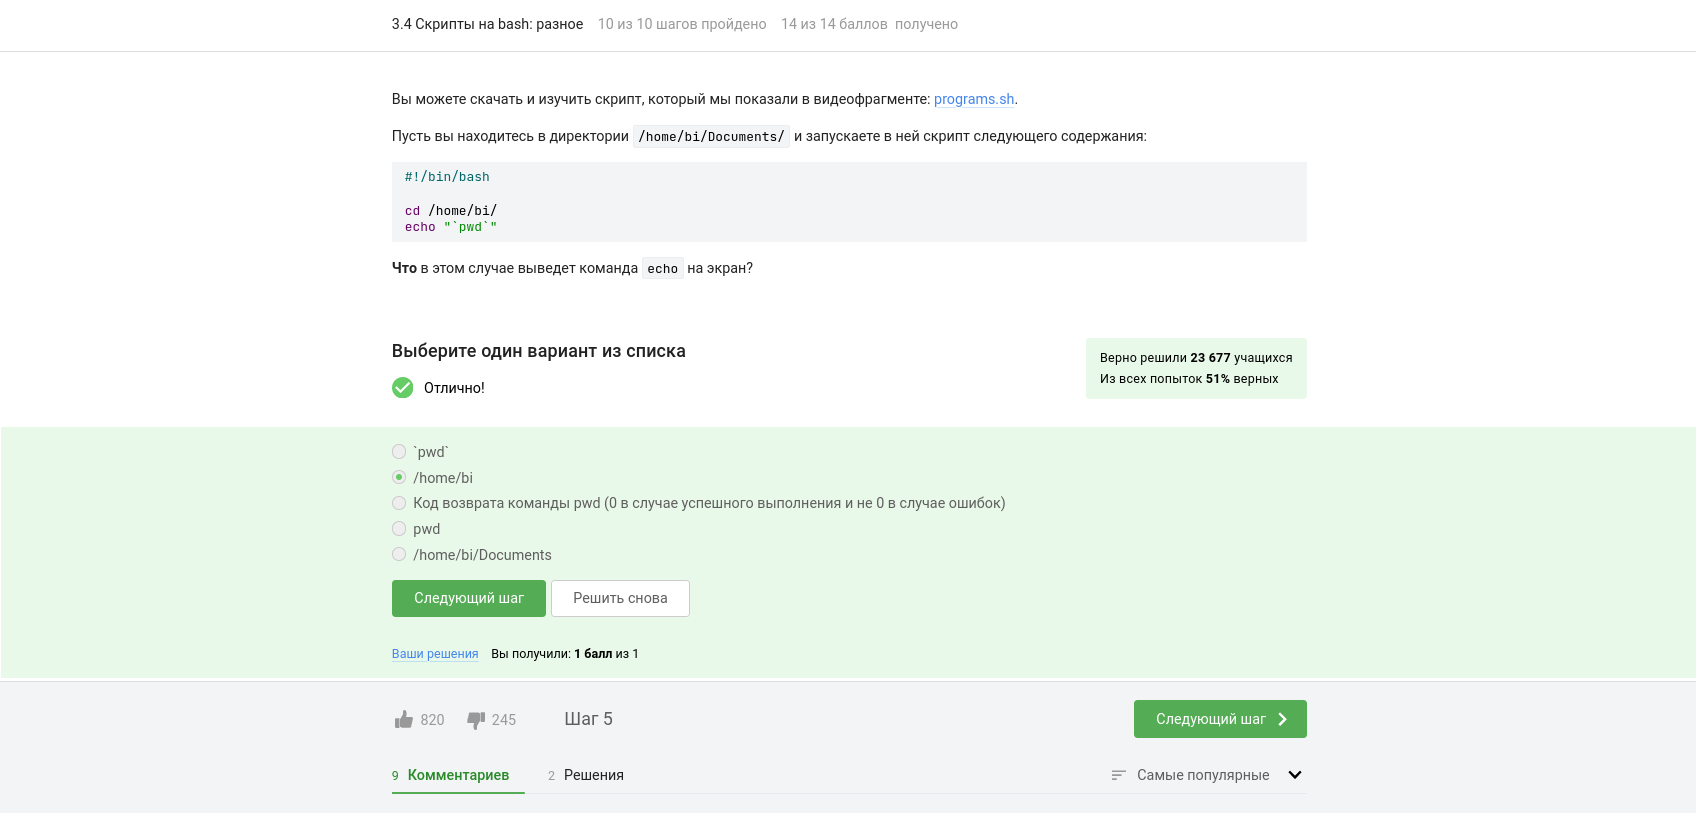 3.4 Скрипты на bash: разное 10 из 10 шагов пройдено 14 из 14 баллов получено
Вы можете скачать и изучить скрипт, который мы показали в видеофрагменте: programs.sh.
Пусть вы находитесь в директории /home/bi/Documents/ и запускаете в ней скрипт следующего содержания:
#!/bin/bash
cd /home/bi/
echo "`pwd`"
Что в этом случае выведет команда echo на экран?
Выберите один вариант из списка
Отлично!
Верно решили 23 677 учащихся
Из всех попыток 51% верных
`pwd`
/home/bi
Код возврата команды pwd (0 в случае успешного выполнения и не 0 в случае ошибок)
pwd
/home/bi/Documents
Следующий шаг Решить снова
Ваши решения Вы получили: 1 балл из 1
820 245 Шаг 5 Следующий шаг
9 Комментариев 2 Решения Самые популярные